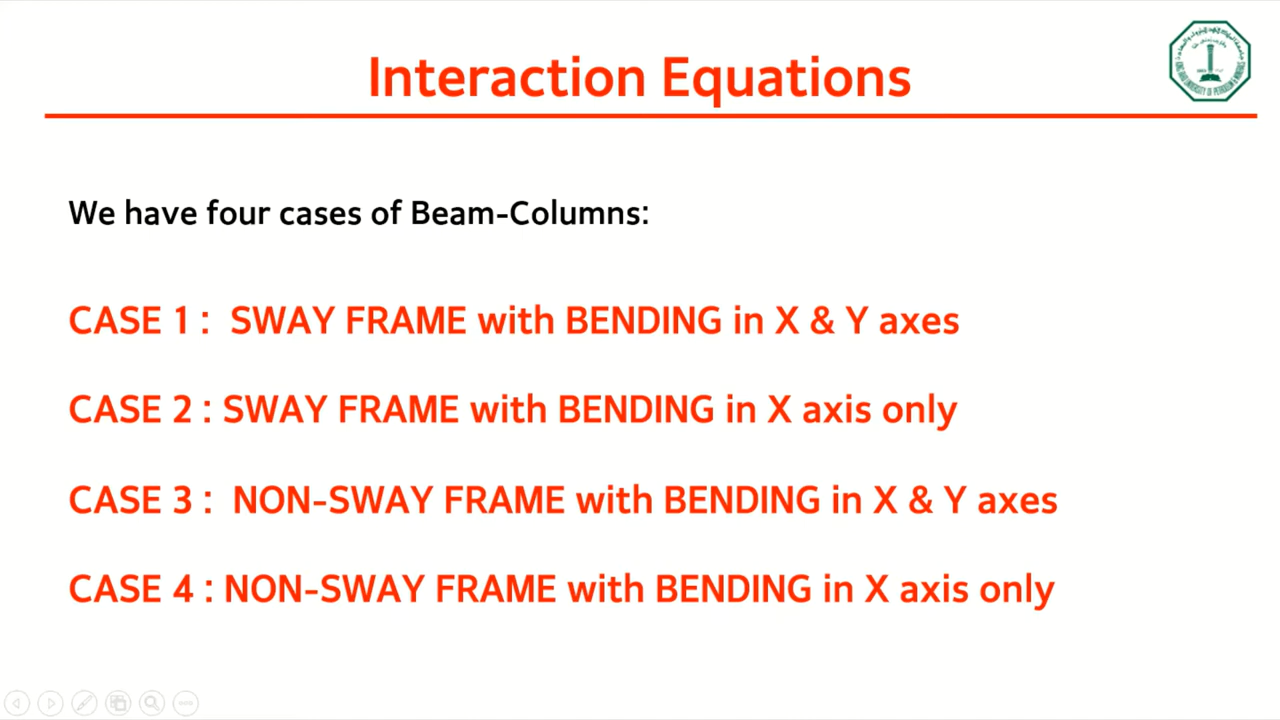 Interaction Equations
We have four cases of Beam-Columns:
CASE 1 : SWAY FRAME with BENDING in X & Y axes
CASE 2 : SWAY FRAME with BENDING in X axis only
CASE 3 : NON-SWAY FRAME with BENDING in X & Y axes
CASE 4 : NON-SWAY FRAME with BENDING in X axis only